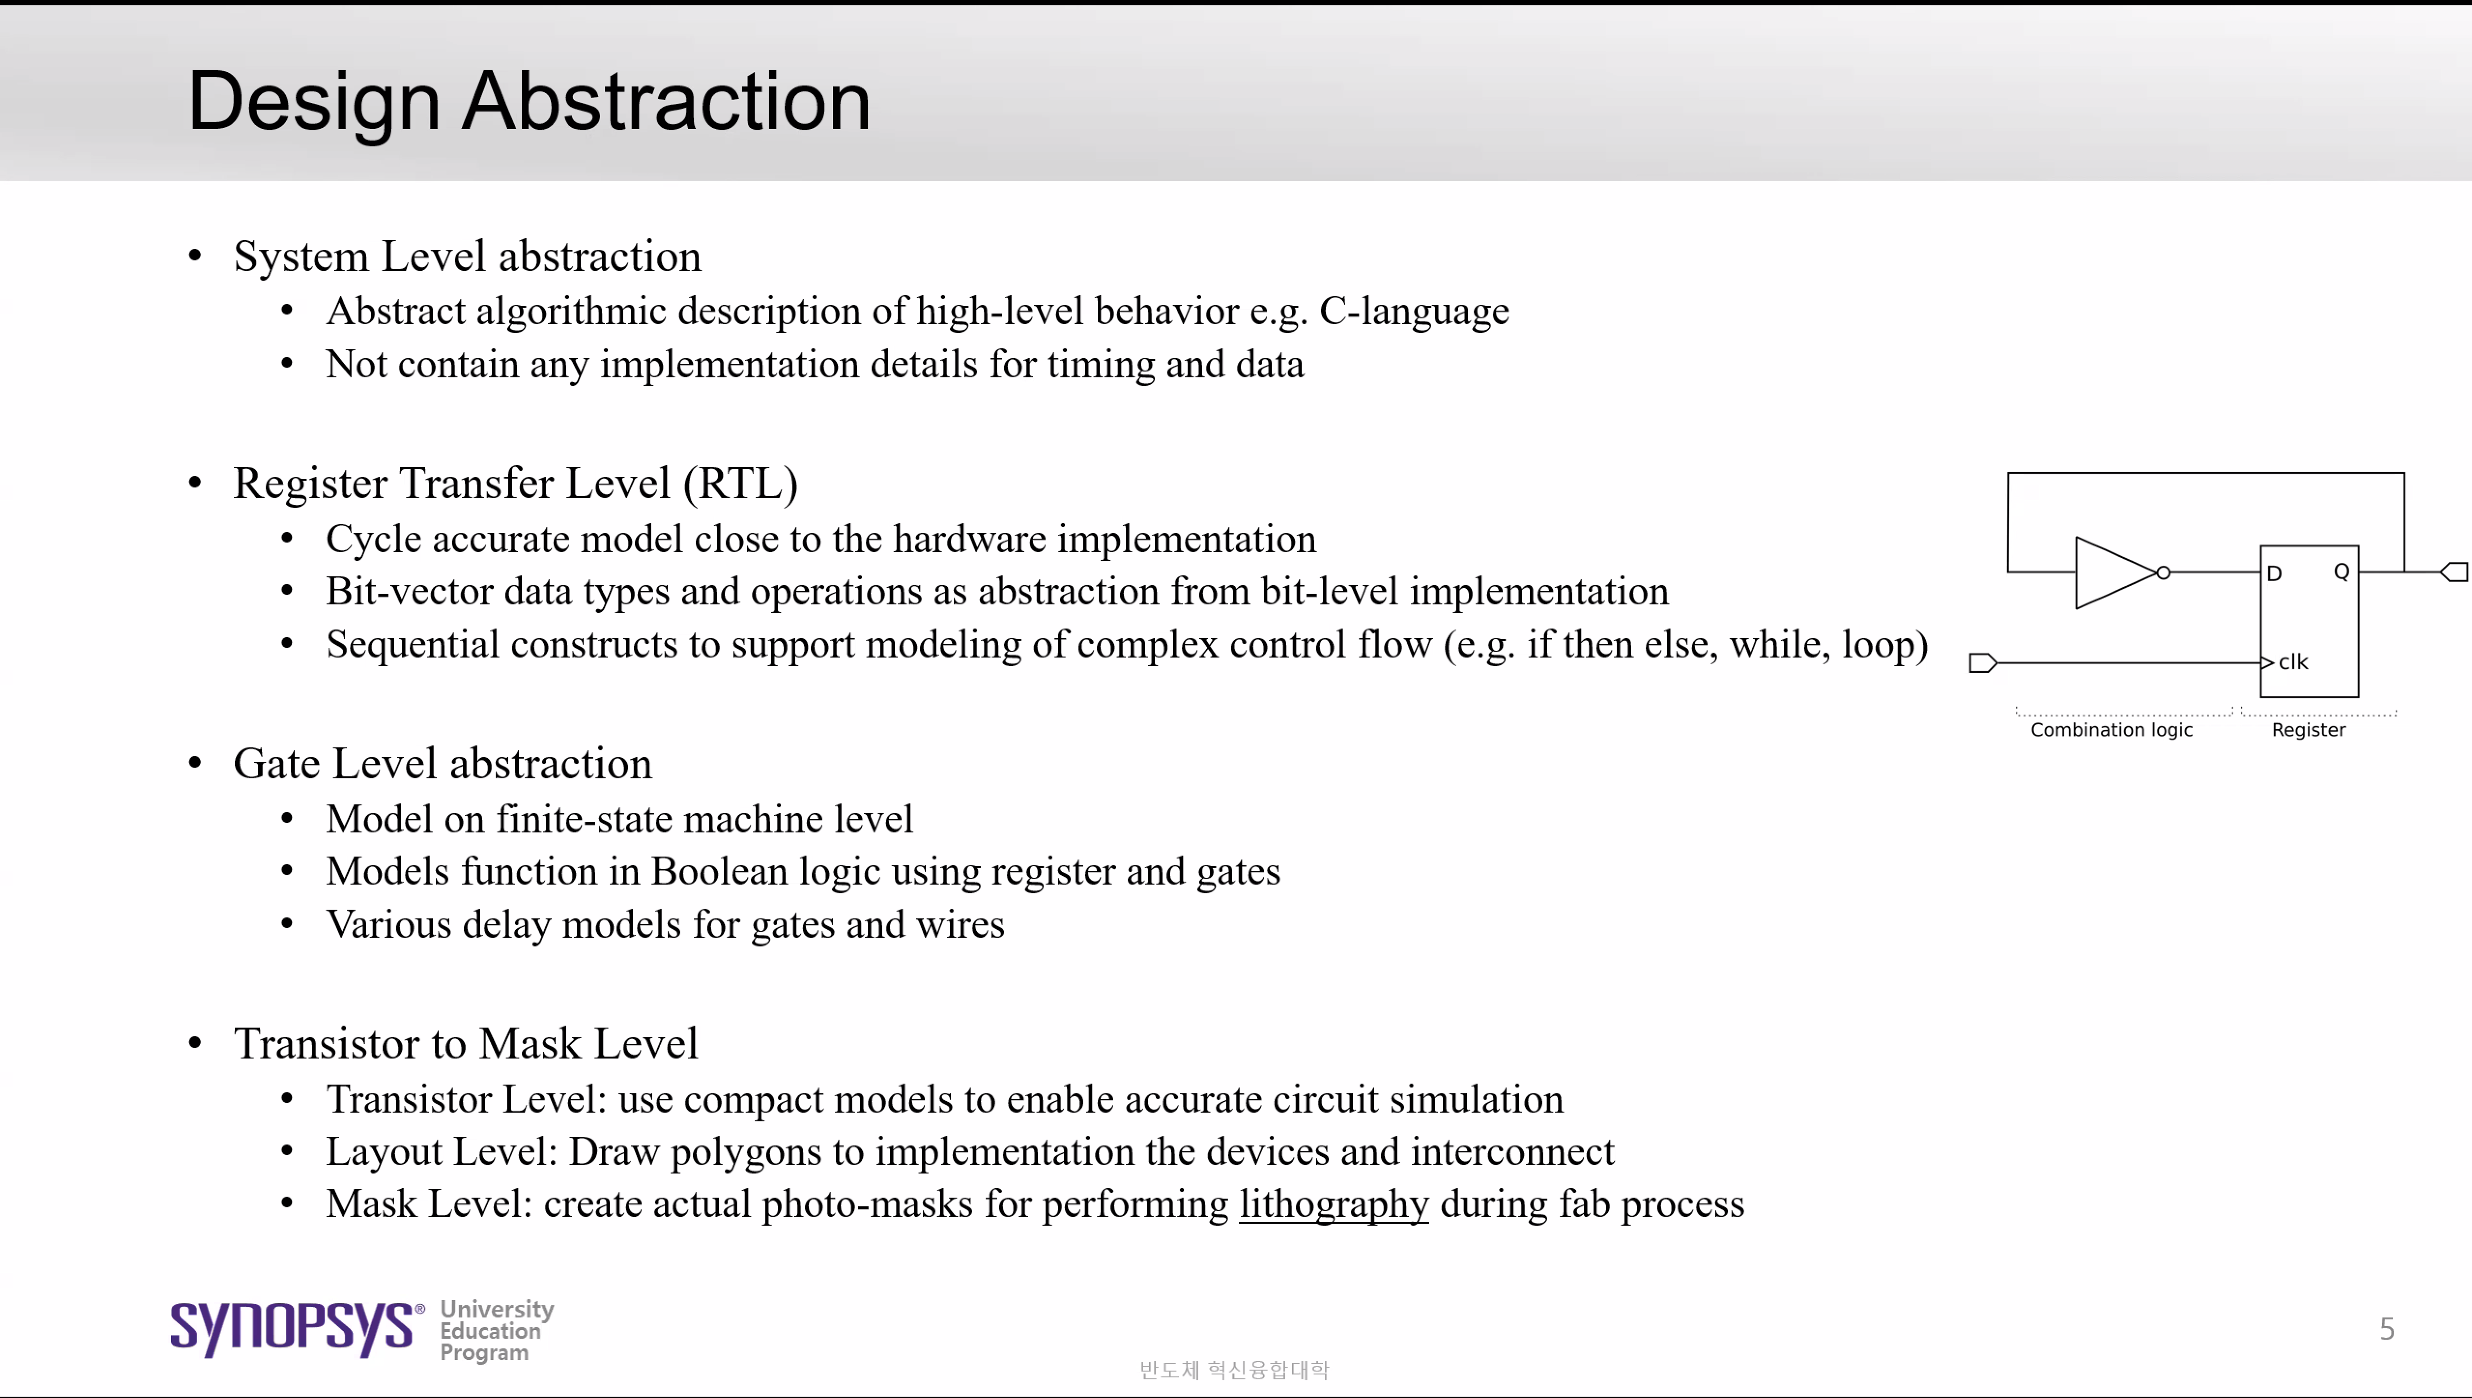 Design Abstraction
• System Level abstraction
• Abstract algorithmic description of high-level behavior e.g. C-language
• Not contain any implementation details for timing and data
• Register Transfer Level (RTL)
• Cycle accurate model close to the hardware implementation
• Bit-vector data types and operations as abstraction from bit-level implementation
• Sequential constructs to support modeling of complex control flow (e.g. if then else, while, loop)
D Q
clk
Combination logic Register
• Gate Level abstraction
• Model on finite-state machine level
• Models function in Boolean logic using register and gates
• Various delay models for gates and wires
• Transistor to Mask Level
• Transistor Level: use compact models to enable accurate circuit simulation
• Layout Level: Draw polygons to implementation the devices and interconnect
• Mask Level: create actual photo-masks for performing lithography during fab process
SYNOPSYS®
University
Education
Program
반도체 혁신융합대학
5